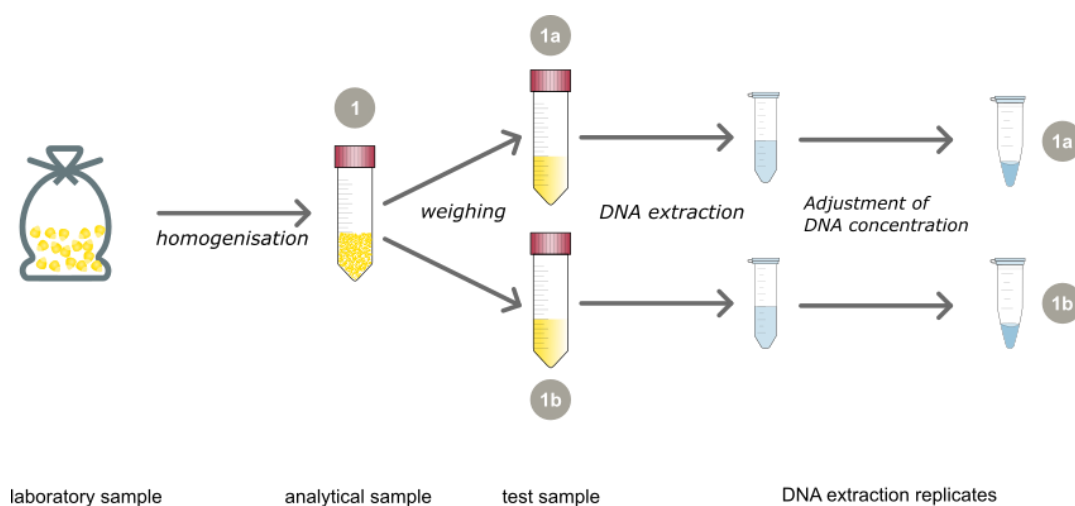 1a
1
1a
weighing
DNA extraction
Adjustment of
DNA concentration
homogenisation
1b
1b
laboratory sample
analytical sample
test sample
DNA extraction replicates